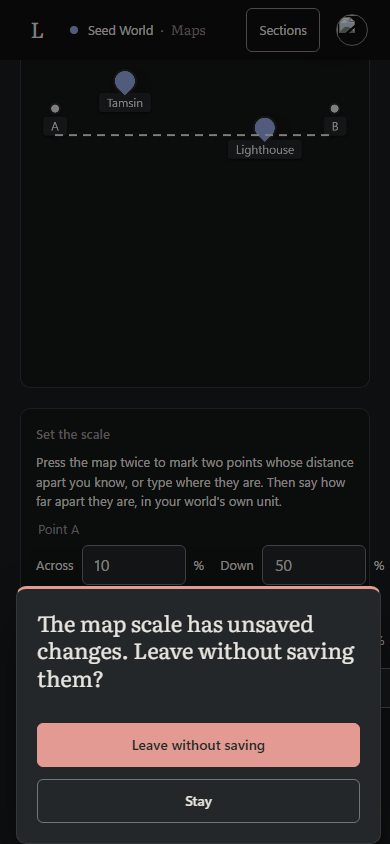 L
Seed World · Maps
Sections
Tamsin
A
B
Lighthouse
Set the scale
Press the map twice to mark two points whose distance
apart you know, or type where they are. Then say how
far apart they are, in your world's own unit.
Point A
Across 10 % Down 50 %
%
The map scale has unsaved
changes. Leave without saving
them?
Leave without saving
Stay